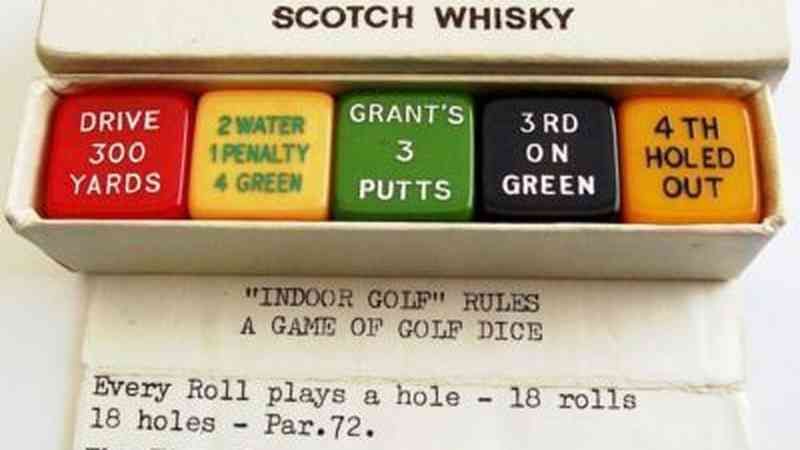 SCOTCH WHISKY
DRIVE
300
YARDS
2 WATER
1 PENALTY
4 GREEN
GRANT'S
3
PUTTS
3 RD
ON
GREEN
4 TH
HOLED
OUT
"INDOOR GOLF" RULES
A GAME OF GOLF DICE
Every Roll plays a hole - 18 rolls
18 holes - Par.72.